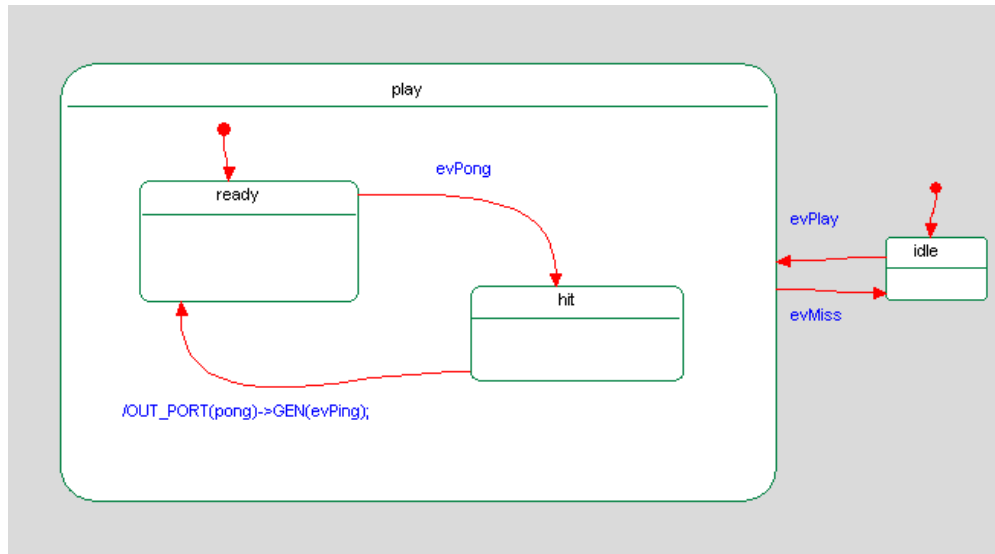 play
ready
evPong
evPlay
idle
hit
evMiss
/OUT_PORT(pong)->GEN(evPing);